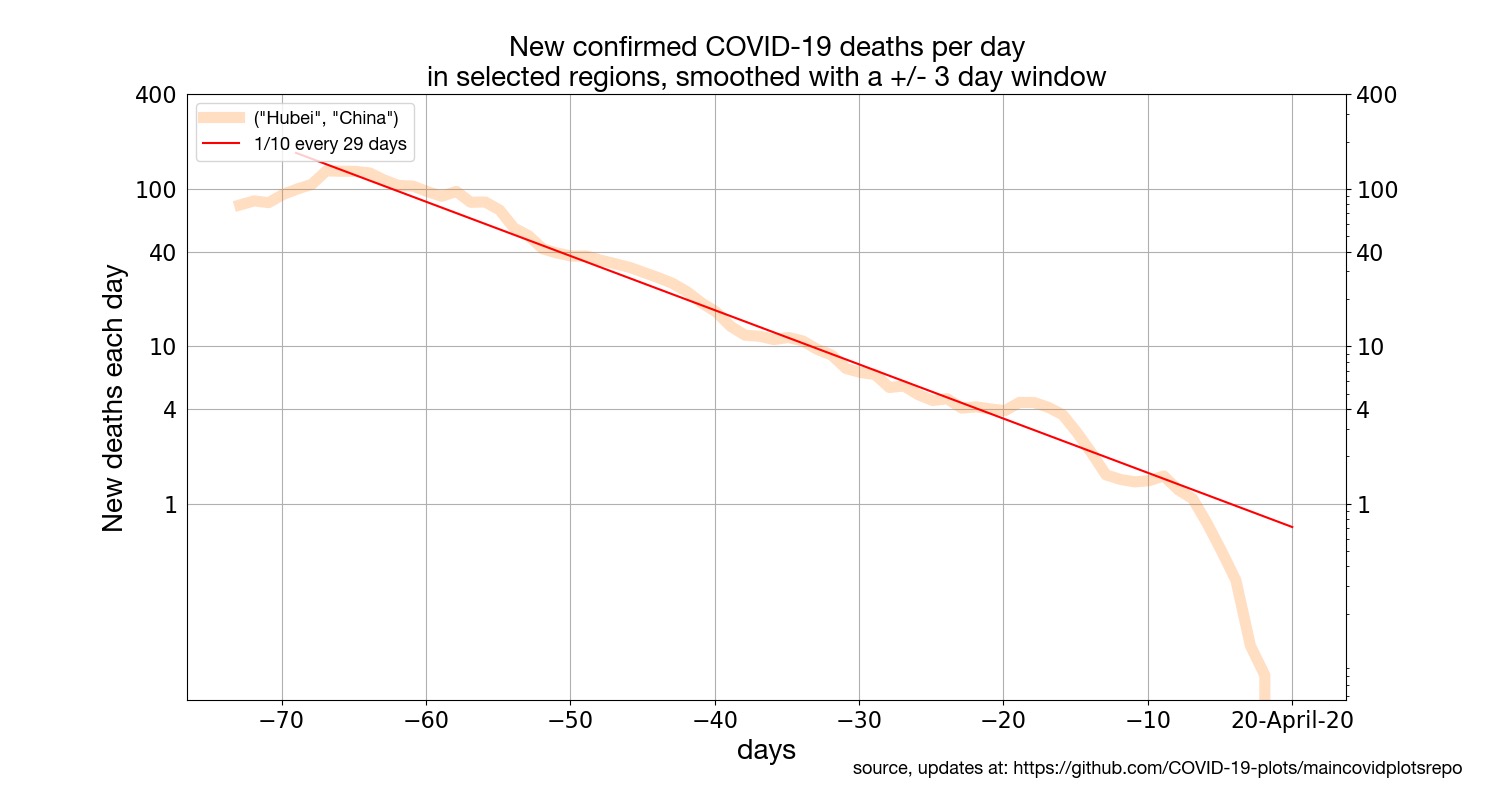 New confirmed COVID-19 deaths per day
in selected regions, smoothed with a +/- 3 day window
("Hubei", "China")
1/10 every 29 days
New deaths each day
400
100
40
10
4
1
400
100
40
10
4
1
−70 −60 −50 −40 −30 −20 −10 20-April-20
days
source, updates at: https://github.com/COVID-19-plots/maincovidplotsrepo